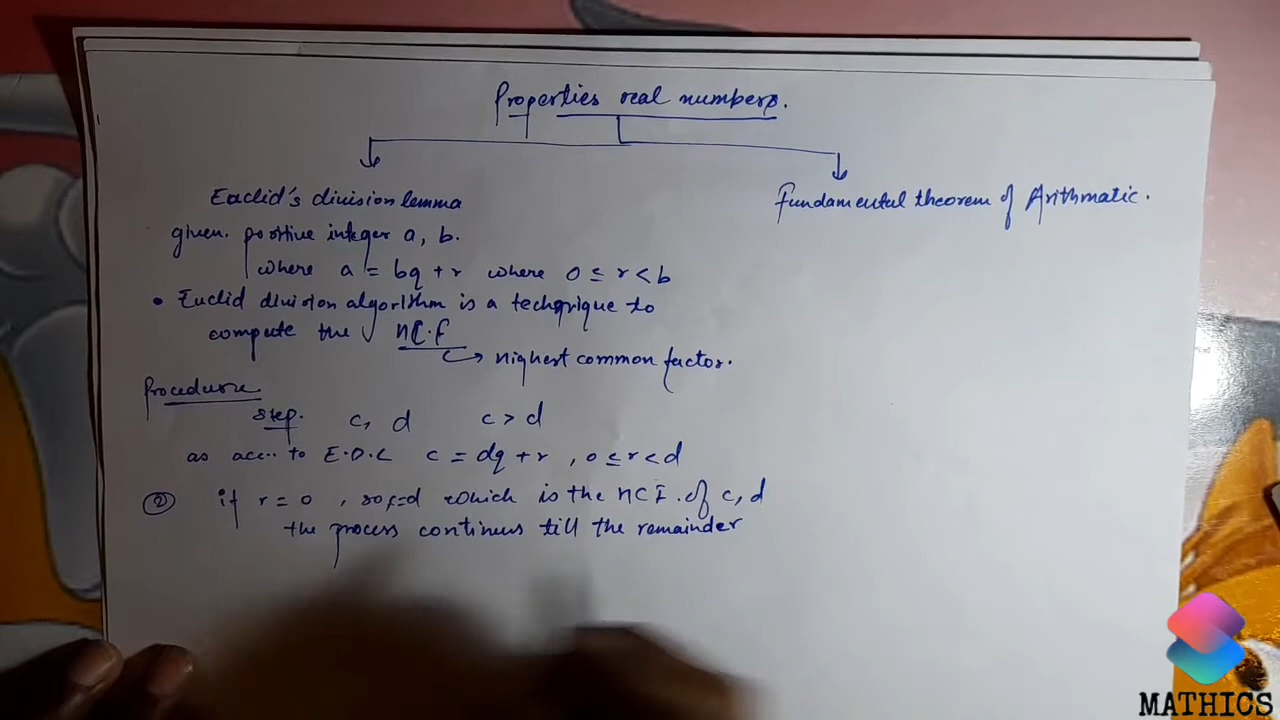 Properties real numbers.
Euclid's division lemma
Fundamental theorem of Arithmatic.
given. positive integer a, b.
where a = bq + r where 0 ≤ r < b
• Euclid division algorithm is a technique to
compute the H.C.F
→ highest common factor.
Procedure
step. c, d c > d
as acc.. to E.D.L c = dq + r , 0 ≤ r < d
② if r = 0 , so =d which is the HCF. of c, d
the process continues till the remainder
MATHICS